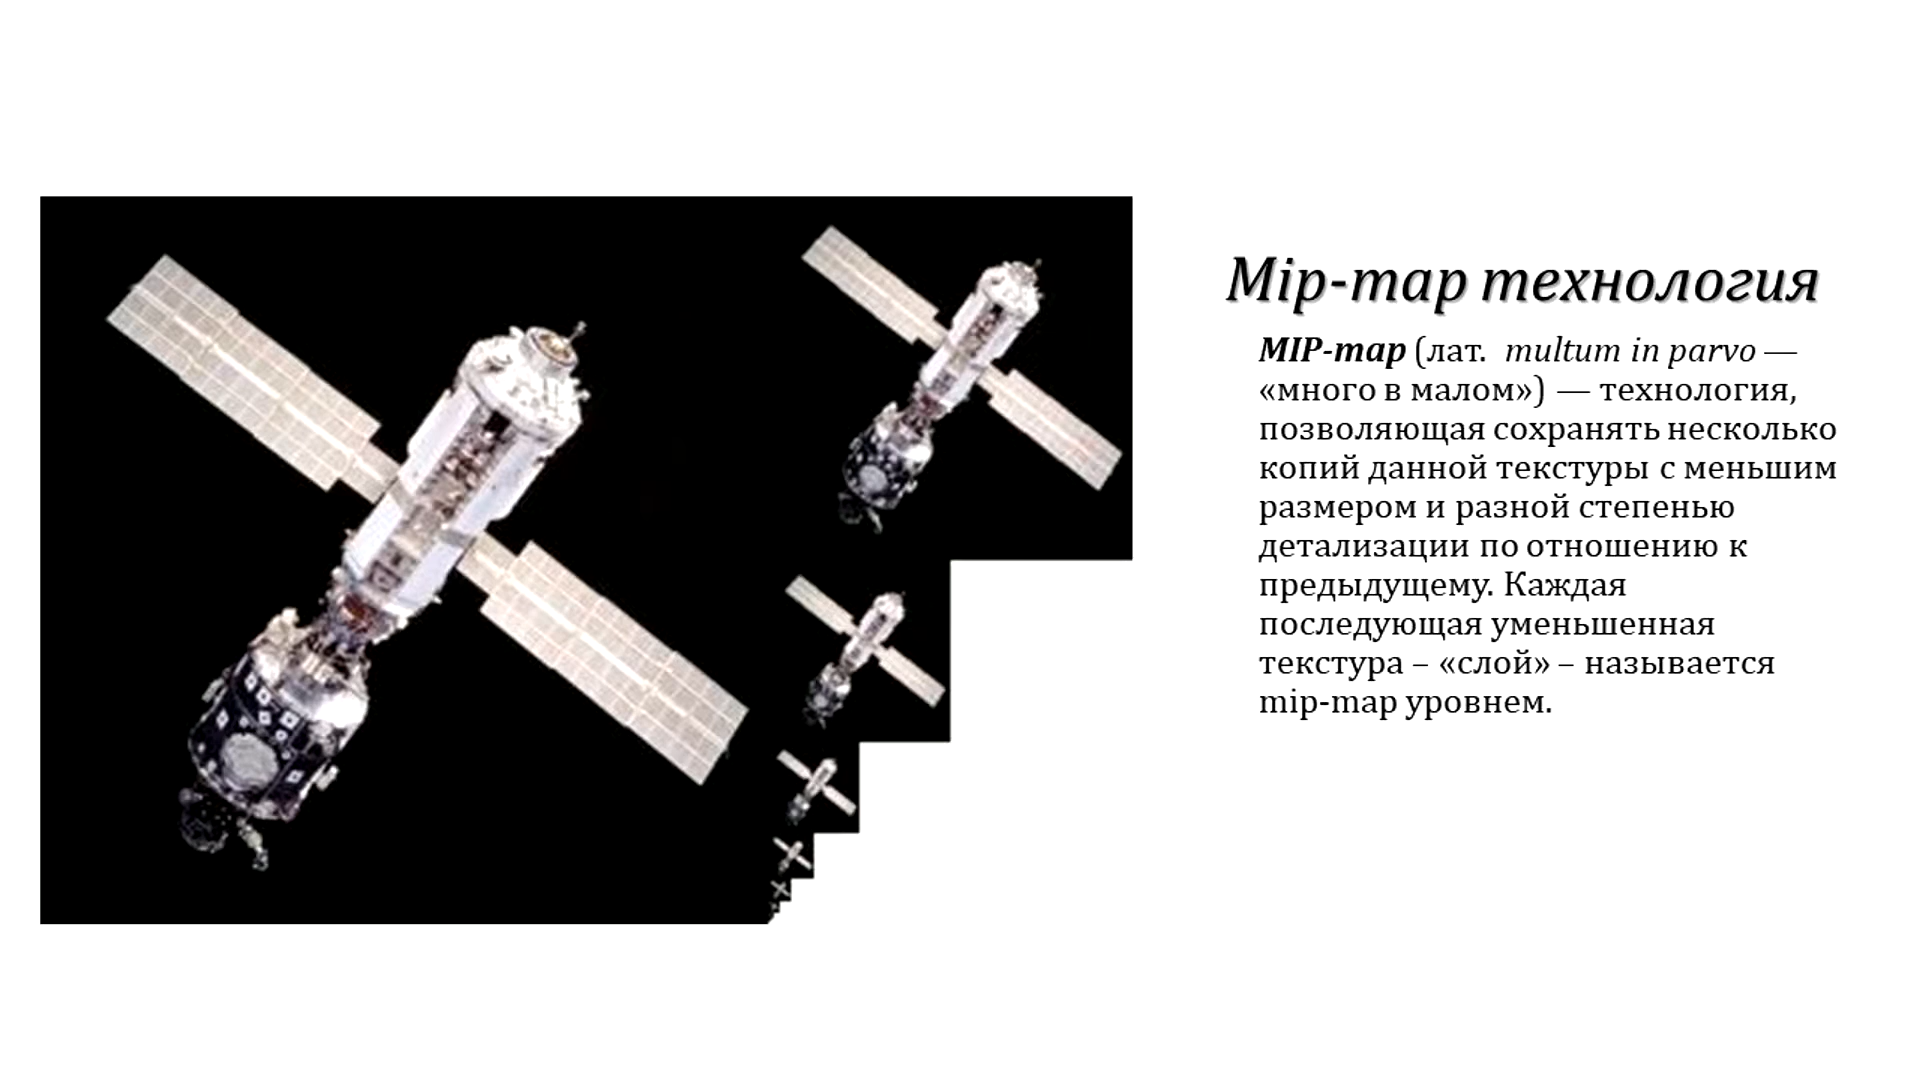 Mip-map технология
MIP-map (лат. multum in parvo —
«много в малом») — технология,
позволяющая сохранять несколько
копий данной текстуры с меньшим
размером и разной степенью
детализации по отношению к
предыдущему. Каждая
последующая уменьшенная
текстура – «слой» – называется
mip-map уровнем.